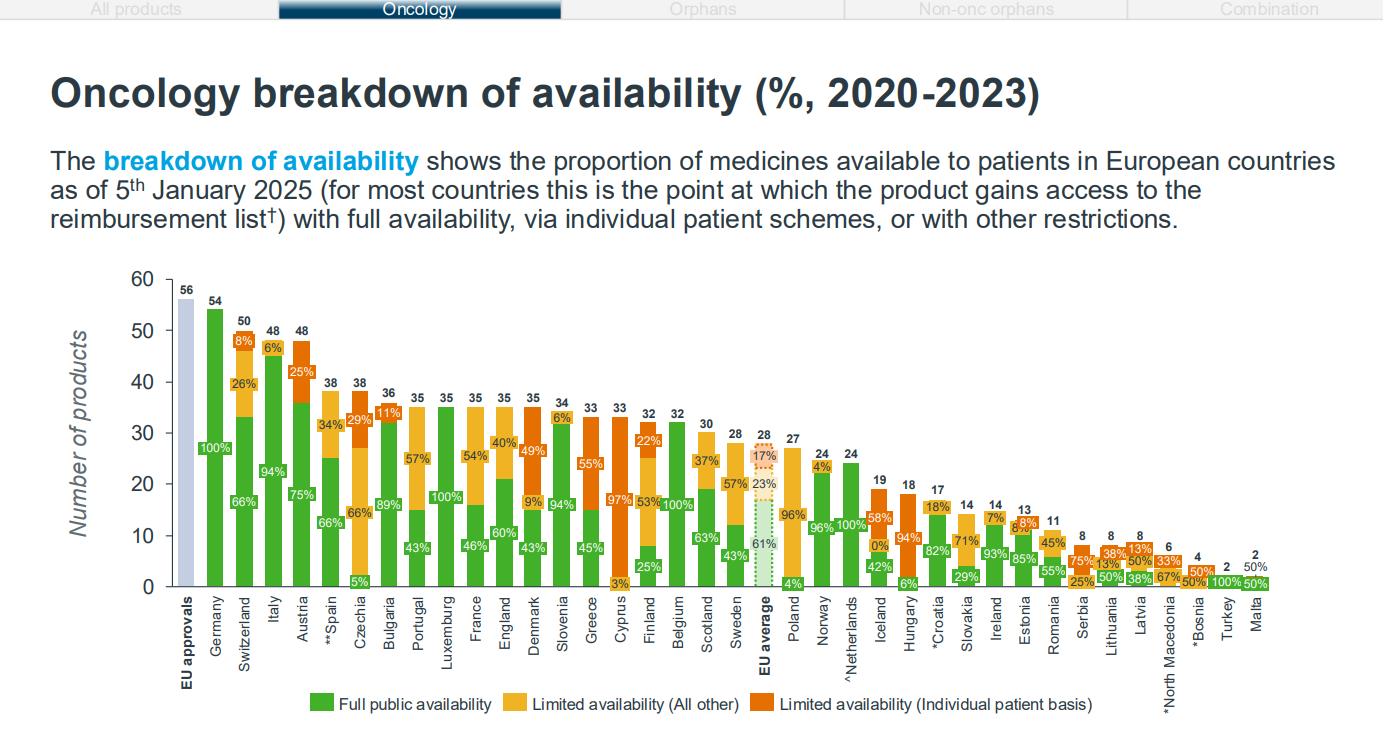 All products
Oncology
Orphans
Non-onc orphans
Combination
Oncology breakdown of availability (%, 2020-2023)
The breakdown of availability shows the proportion of medicines available to patients in European countries
as of 5th January 2025 (for most countries this is the point at which the product gains access to the
reimbursement list†) with full availability, via individual patient schemes, or with other restrictions.
Number of products
60
50
40
30
20
10
0
56
EU approvals
54
100%
Germany
50
8%
26%
66%
Switzerland
48
6%
94%
Italy
48
25%
75%
Austria
38
34%
66%
**Spain
38
29%
66%
5%
Czechia
36
11%
89%
Bulgaria
35
57%
43%
Portugal
35
100%
Luxemburg
35
54%
46%
France
35
40%
60%
England
35
49%
9%
43%
Denmark
34
6%
94%
Slovenia
33
55%
45%
Greece
33
97%
3%
Cyprus
32
22%
53%
25%
Finland
32
100%
Belgium
30
37%
63%
Scotland
28
57%
43%
Sweden
28
17%
23%
61%
EU average
27
96%
4%
Poland
24
4%
96%
Norway
24
100%
^Netherlands
19
58%
0%
42%
Iceland
18
94%
6%
Hungary
17
18%
82%
*Croatia
14
71%
29%
Slovakia
14
7%
93%
Ireland
13
8%
8%
85%
Estonia
11
45%
55%
Romania
8
75%
25%
Serbia
8
38%
13%
50%
Lithuania
8
13%
50%
38%
Latvia
6
33%
67%
*North Macedonia
4
50%
50%
*Bosnia
2
100%
Turkey
2
50%
50%
Malta
Full public availability
Limited availability (All other)
Limited availability (Individual patient basis)